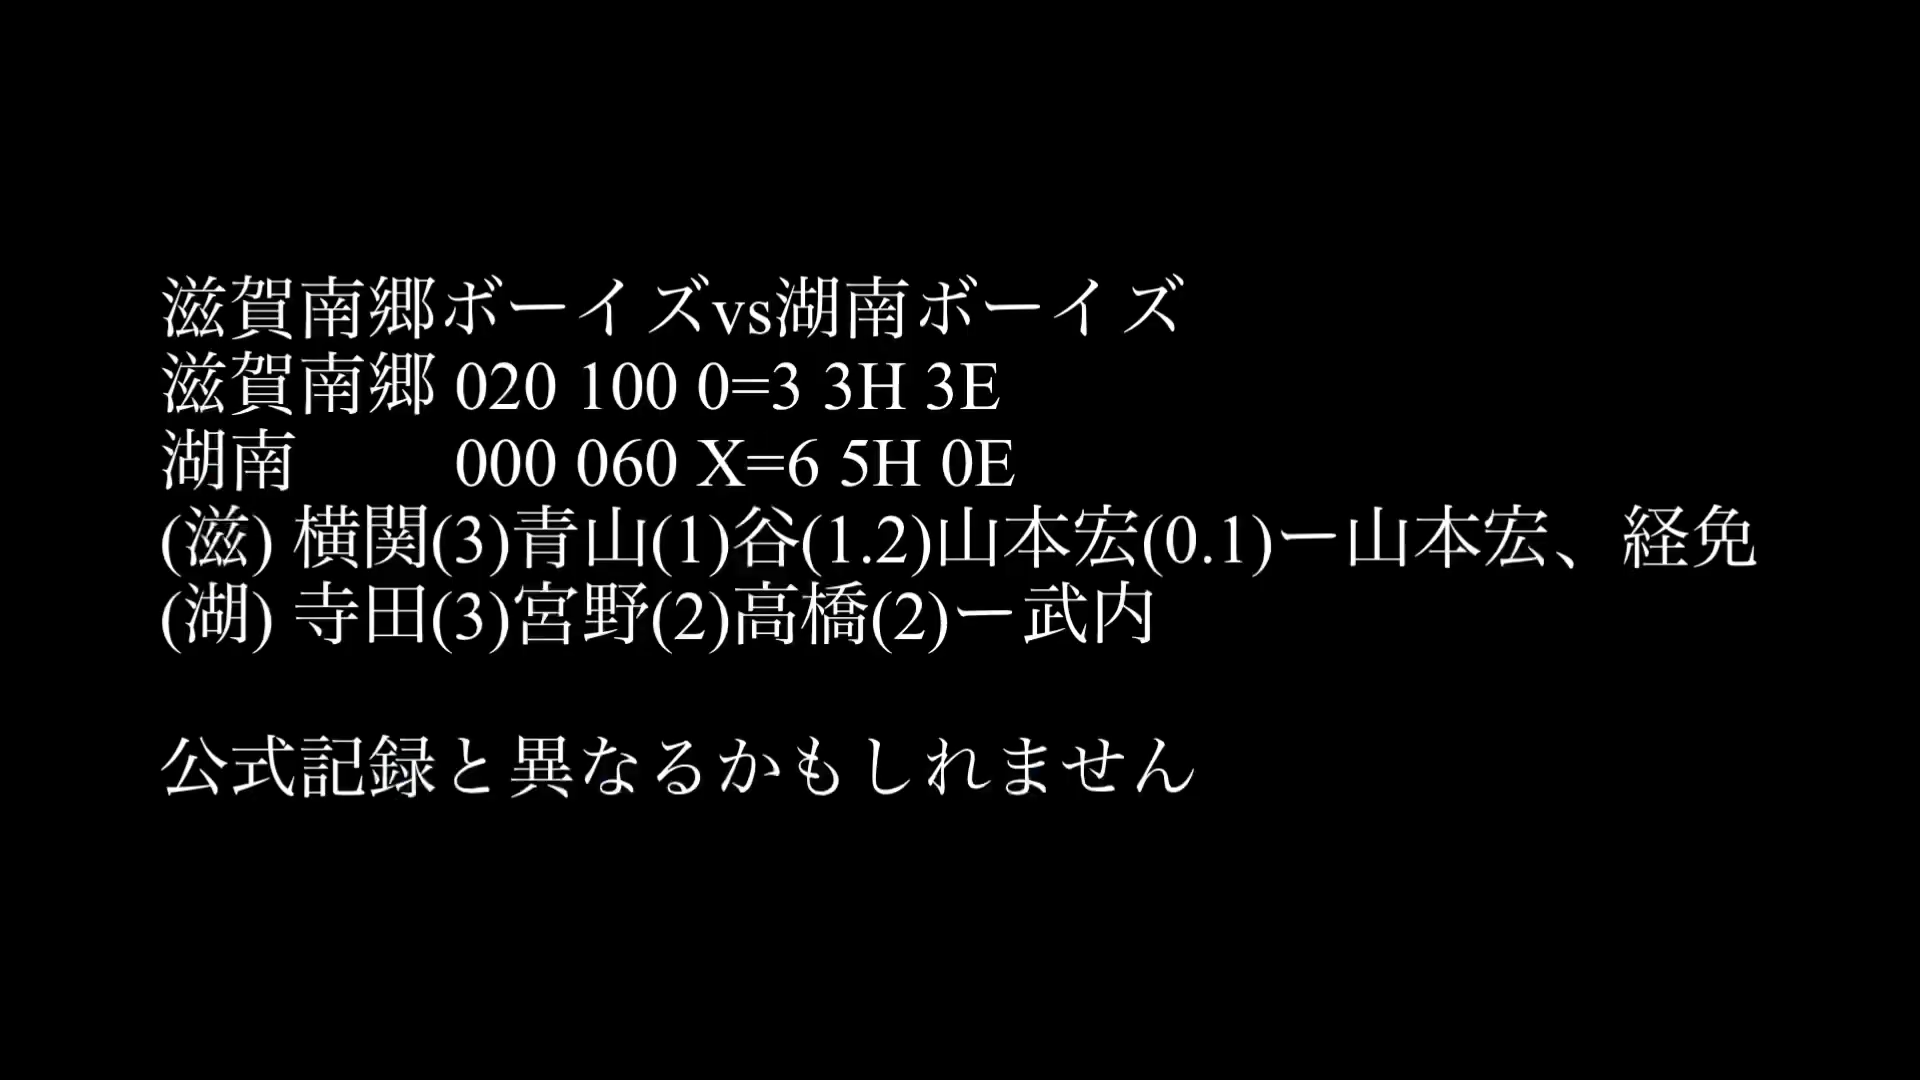 滋賀南郷ボーイズvs湖南ボーイズ
滋賀南郷 020 100 0=3 3H 3E
湖南 000 060 X=6 5H 0E
(滋) 横関(3)青山(1)谷(1.2)山本宏(0.1)ー山本宏、経免
(湖) 寺田(3)宮野(2)高橋(2)ー武内
公式記録と異なるかもしれません